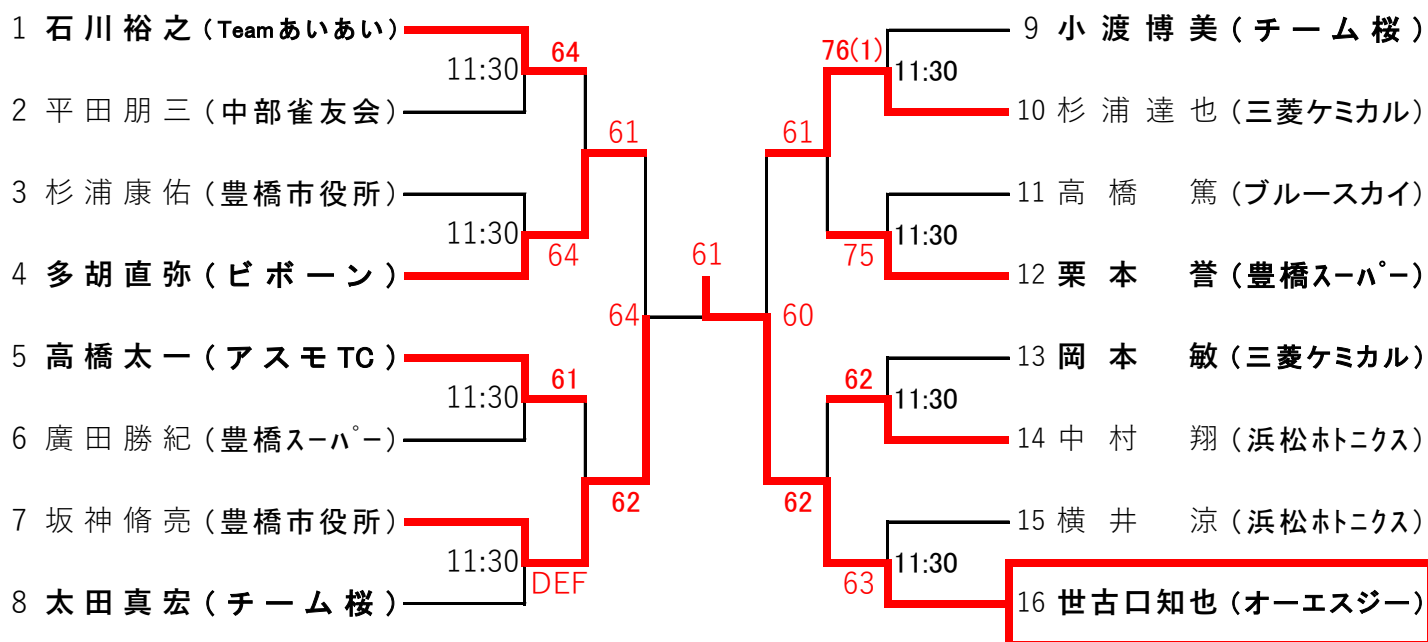 1 石川裕之 (Teamあいあい)
64
11:30
2 平田朋三 (中部雀友会)
61
3 杉浦康佑 (豊橋市役所)
11:30
64
4 多胡直弥 (ビボーン)
64
5 高橋太一 (アスモTC)
61
11:30
6 廣田勝紀 (豊橋スーパー)
62
7 坂神脩亮 (豊橋市役所)
11:30
DEF
8 太田真宏 (チーム桜)
61
9 小渡博美 (チーム桜)
76(1)
11:30
10 杉浦達也 (三菱ケミカル)
61
11 高橋 篤 (ブルースカイ)
11:30
75
12 栗本 誉 (豊橋スーパー)
60
13 岡本 敏 (三菱ケミカル)
62
11:30
14 中村 翔 (浜松ホトニクス)
62
15 横井 涼 (浜松ホトニクス)
11:30
63
16 世古口知也 (オーエスジー)